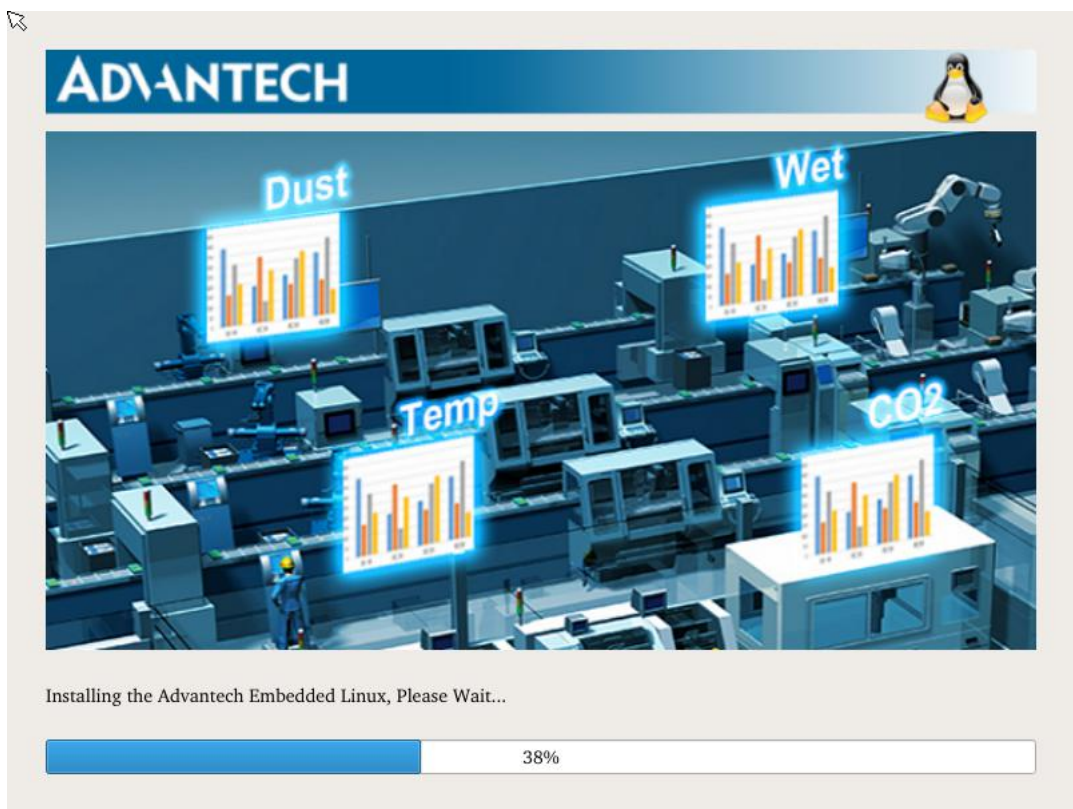 ADVANTECH
Dust
Wet
Temp
CO2
Installing the Advantech Embedded Linux, Please Wait...
38%